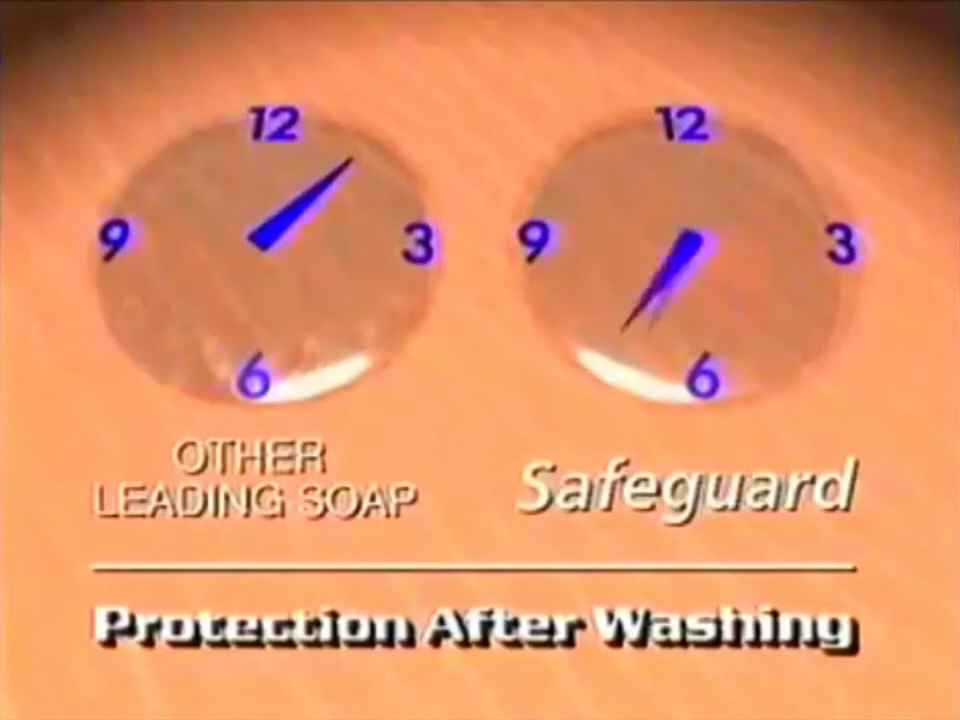 12 12
9 3 9 3
6 6
OTHER
LEADING SOAP
Safeguard
Protection After Washing